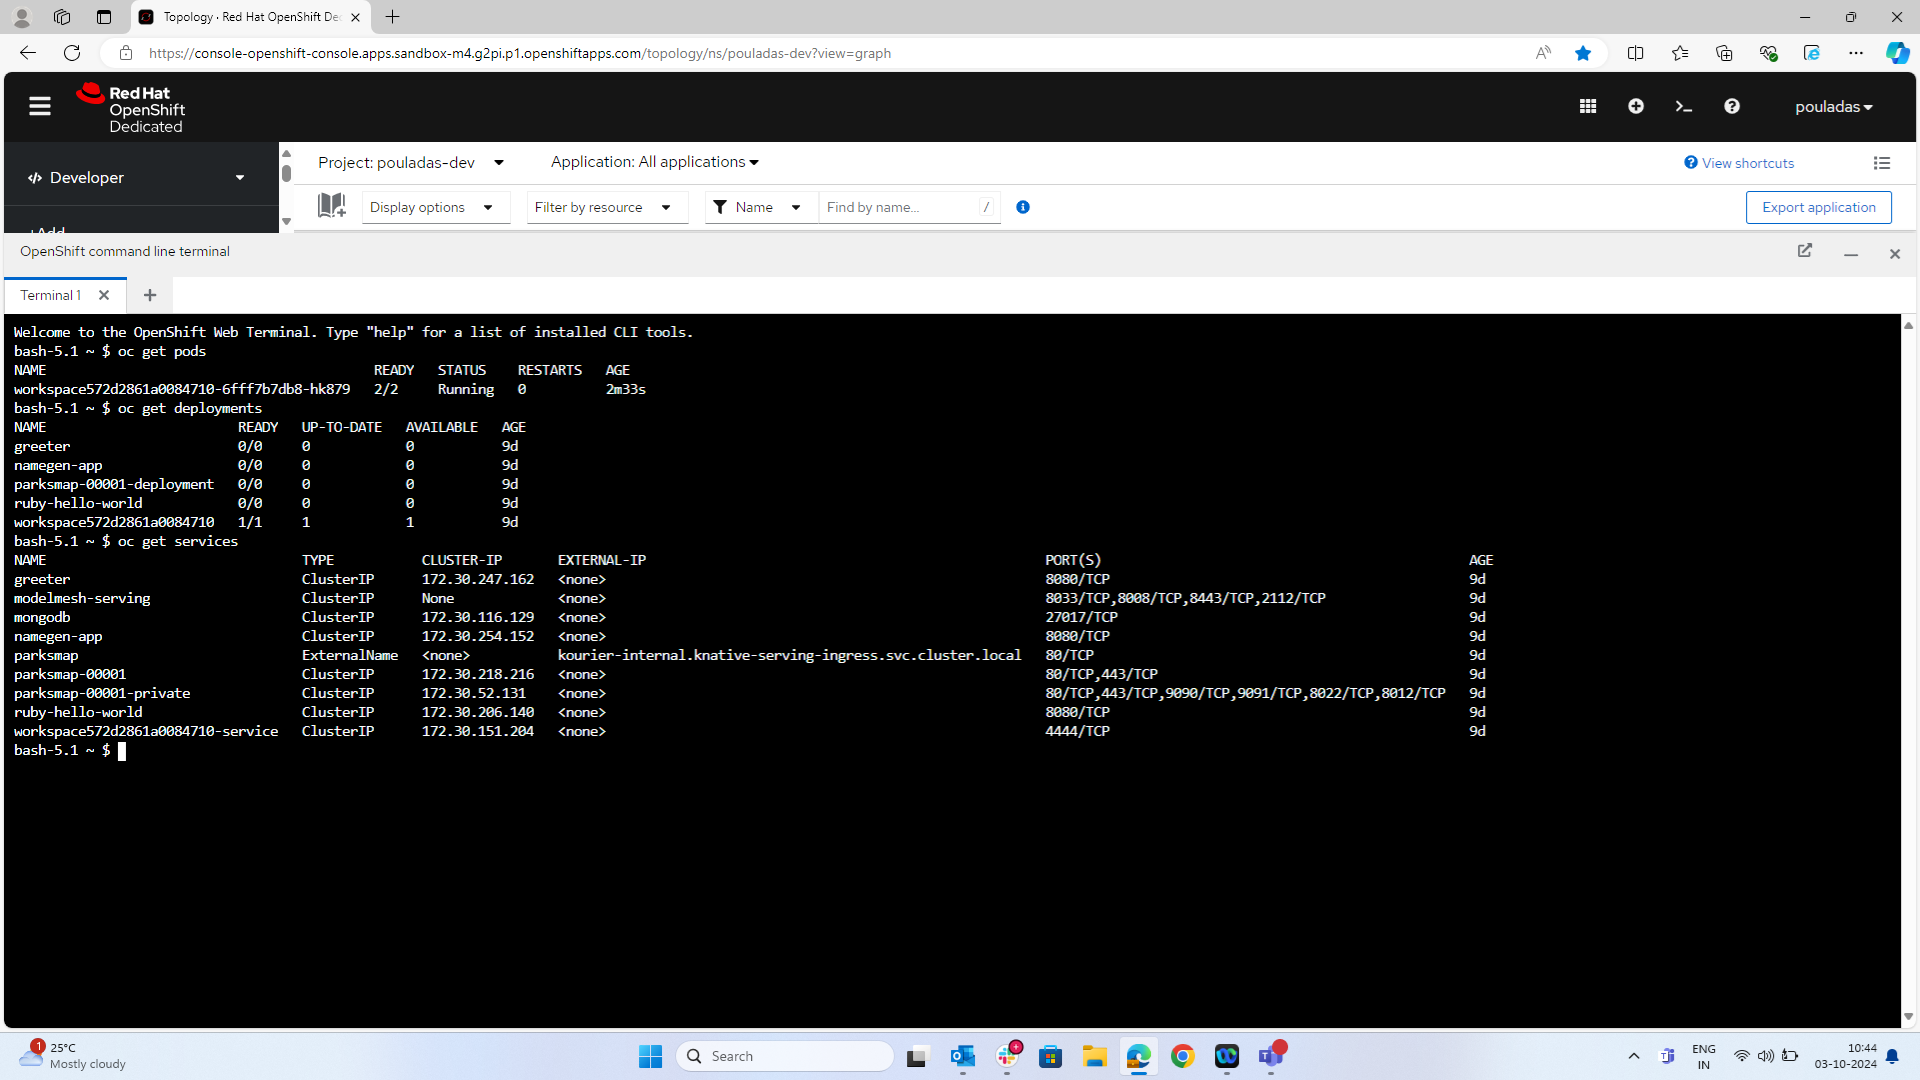 Topology · Red Hat OpenShift De
https://console-openshift-console.apps.sandbox-m4.g2pi.p1.openshiftapps.com/topology/ns/pouladas-dev?view=graph
Red Hat
OpenShift
Dedicated
pouladas
Developer
Project: pouladas-dev
Application: All applications
View shortcuts
Display options
Filter by resource
Name
Find by name...
/
Export application
+Add
OpenShift command line terminal
Terminal 1
Welcome to the OpenShift Web Terminal. Type "help" for a list of installed CLI tools.
bash-5.1 ~ $ oc get pods
NAME READY STATUS RESTARTS AGE
workspace572d2861a0084710-6fff7b7db8-hk879 2/2 Running 0 2m33s
bash-5.1 ~ $ oc get deployments
NAME READY UP-TO-DATE AVAILABLE AGE
greeter 0/0 0 0 9d
namegen-app 0/0 0 0 9d
parksmap-00001-deployment 0/0 0 0 9d
ruby-hello-world 0/0 0 0 9d
workspace572d2861a0084710 1/1 1 1 9d
bash-5.1 ~ $ oc get services
NAME TYPE CLUSTER-IP EXTERNAL-IP PORT(S) AGE
greeter ClusterIP 172.30.247.162 <none> 8080/TCP 9d
modelmesh-serving ClusterIP None <none> 8033/TCP,8008/TCP,8443/TCP,2112/TCP 9d
mongodb ClusterIP 172.30.116.129 <none> 27017/TCP 9d
namegen-app ClusterIP 172.30.254.152 <none> 8080/TCP 9d
parksmap ExternalName <none> kourier-internal.knative-serving-ingress.svc.cluster.local 80/TCP 9d
parksmap-00001 ClusterIP 172.30.218.216 <none> 80/TCP,443/TCP 9d
parksmap-00001-private ClusterIP 172.30.52.131 <none> 80/TCP,443/TCP,9090/TCP,9091/TCP,8022/TCP,8012/TCP 9d
ruby-hello-world ClusterIP 172.30.206.140 <none> 8080/TCP 9d
workspace572d2861a0084710-service ClusterIP 172.30.151.204 <none> 4444/TCP 9d
bash-5.1 ~ $
1
25°C
Mostly cloudy
Search
ENG
IN
10:44
03-10-2024